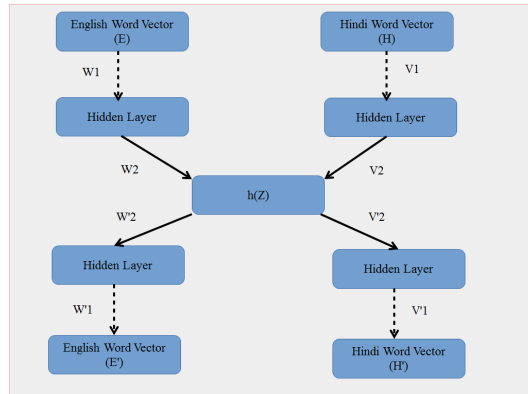 English Word Vector
(E)
Hindi Word Vector
(H)
W1
V1
Hidden Layer
Hidden Layer
W2
V2
h(Z)
W'2
V'2
Hidden Layer
Hidden Layer
W'1
V'1
English Word Vector
(E')
Hindi Word Vector
(H')